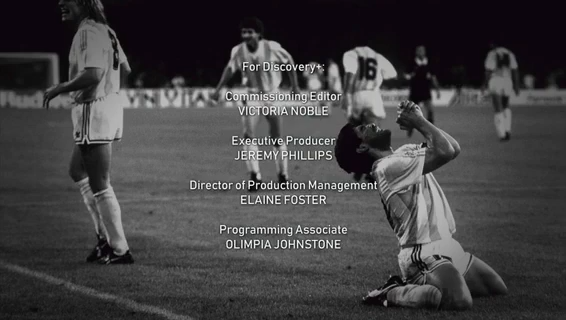 For Discovery+:
Commissioning Editor
VICTORIA NOBLE
Executive Producer
JEREMY PHILLIPS
Director of Production Management
ELAINE FOSTER
Programming Associate
OLIMPIA JOHNSTONE
16